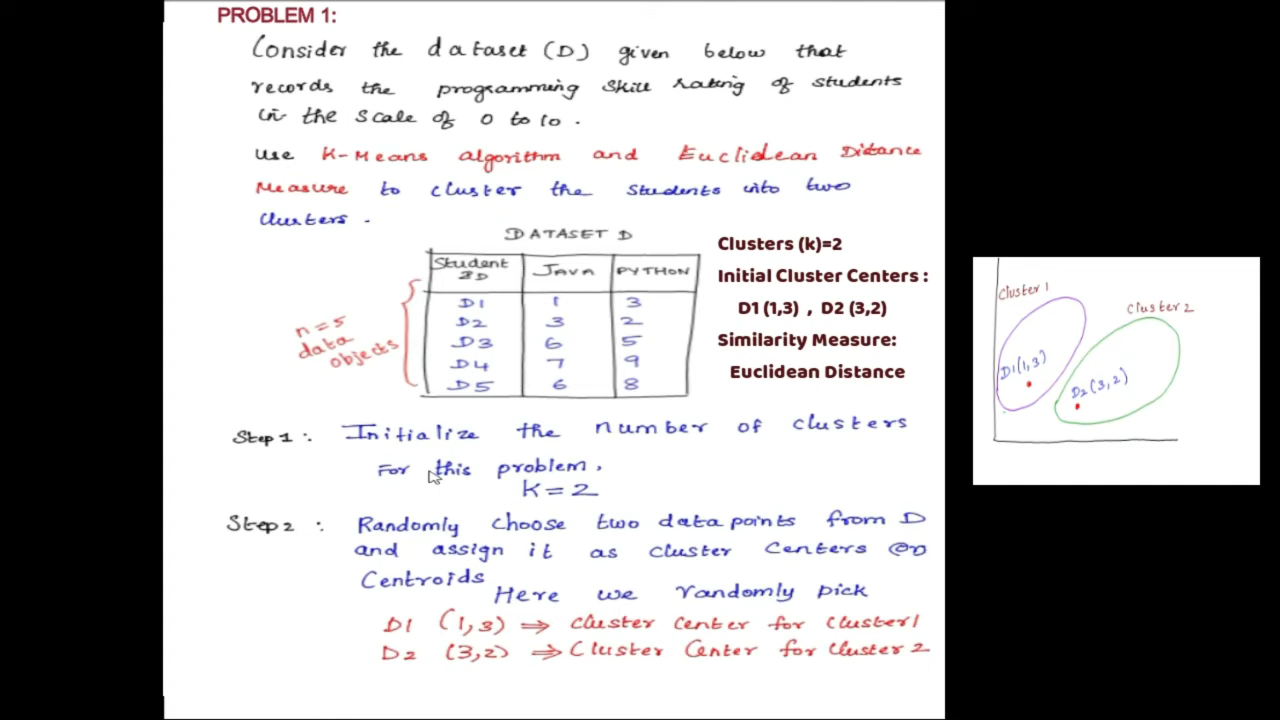 PROBLEM 1:
Consider the dataset (D) given below that
records the programming skill rating of students
in the scale of 0 to 10.
Use K-Means algorithm and Euclidean Distance
Measure to cluster the students into two
clusters.
DATASET D
Student ID JAVA PYTHON
D1 1 3
D2 3 2
D3 6 5
D4 7 9
D5 6 8
n=5
data
objects
Clusters (k)=2
Initial Cluster Centers :
D1 (1,3) , D2 (3,2)
Similarity Measure:
Euclidean Distance
Cluster 1
Cluster 2
D1(1,3)
D2 (3,2)
Step 1 : Initialize the number of clusters
For this problem,
K=2
Step 2 : Randomly choose two data points from D
and assign it as cluster centers or
Centroids
Here we randomly pick
D1 (1,3) ⇒ cluster center for cluster1
D2 (3,2) ⇒ Cluster Center for cluster 2